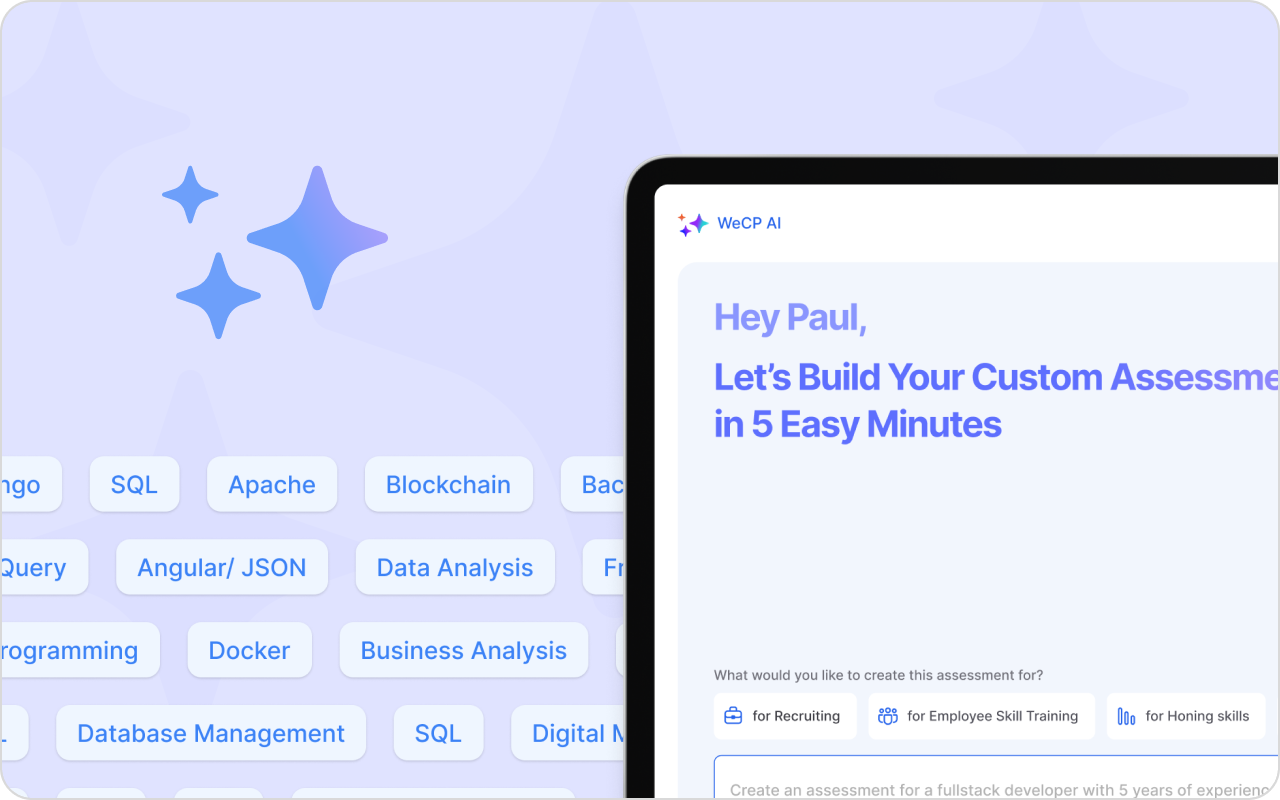 WeCP AI
Hey Paul,
Let's Build Your Custom Assessme
in 5 Easy Minutes
What would you like to create this assessment for?
for Recruiting for Employee Skill Training for Honing skills
Create an assessment for a fullstack developer with 5 years of experienc
ngo SQL Apache Blockchain Bac
Query Angular/ JSON Data Analysis Fr
rogramming Docker Business Analysis
Database Management SQL Digital M